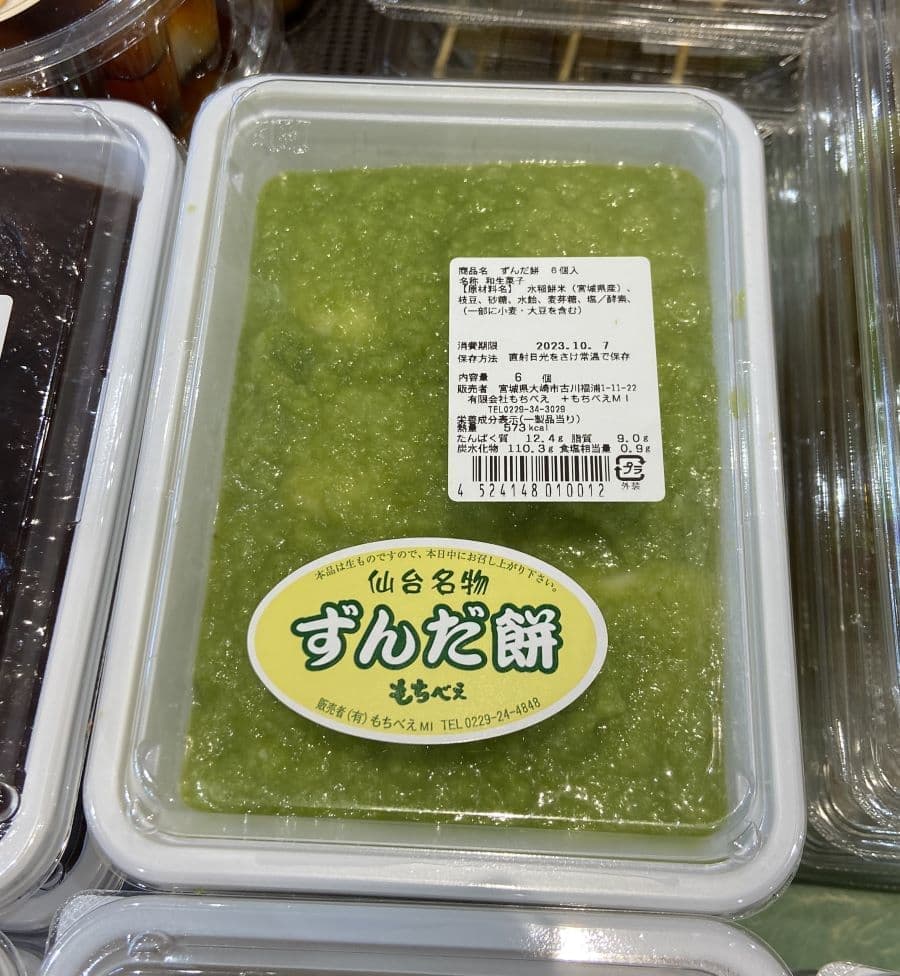 商品名 ずんだ餅 6個入
名称 和生菓子
【原材料名】 水稲餅米(宮城県産)、
枝豆、砂糖、水飴、麦芽糖、塩/酵素、
(一部に小麦・大豆を含む)
消費期限 2023.10. 7
保存方法 直射日光をさけ常温で保存
内容量 6 個
販売者 宮城県大崎市古川福浦1-11-22
有限会社もちべえ +もちべえMI
TEL0229-34-3029
栄養成分表示(一製品当り)
熱量 573kcal
たんぱく質 12.4g 脂質 9.0g
炭水化物 110.3g 食塩相当量 0.9g
4 524148 010012
プラ
外装
本品は生ものですので、本日中にお召し上がり下さい。
仙台名物
ずんだ餅
もちべえ
販売者(有)もちべえMI TEL0229-24-4848